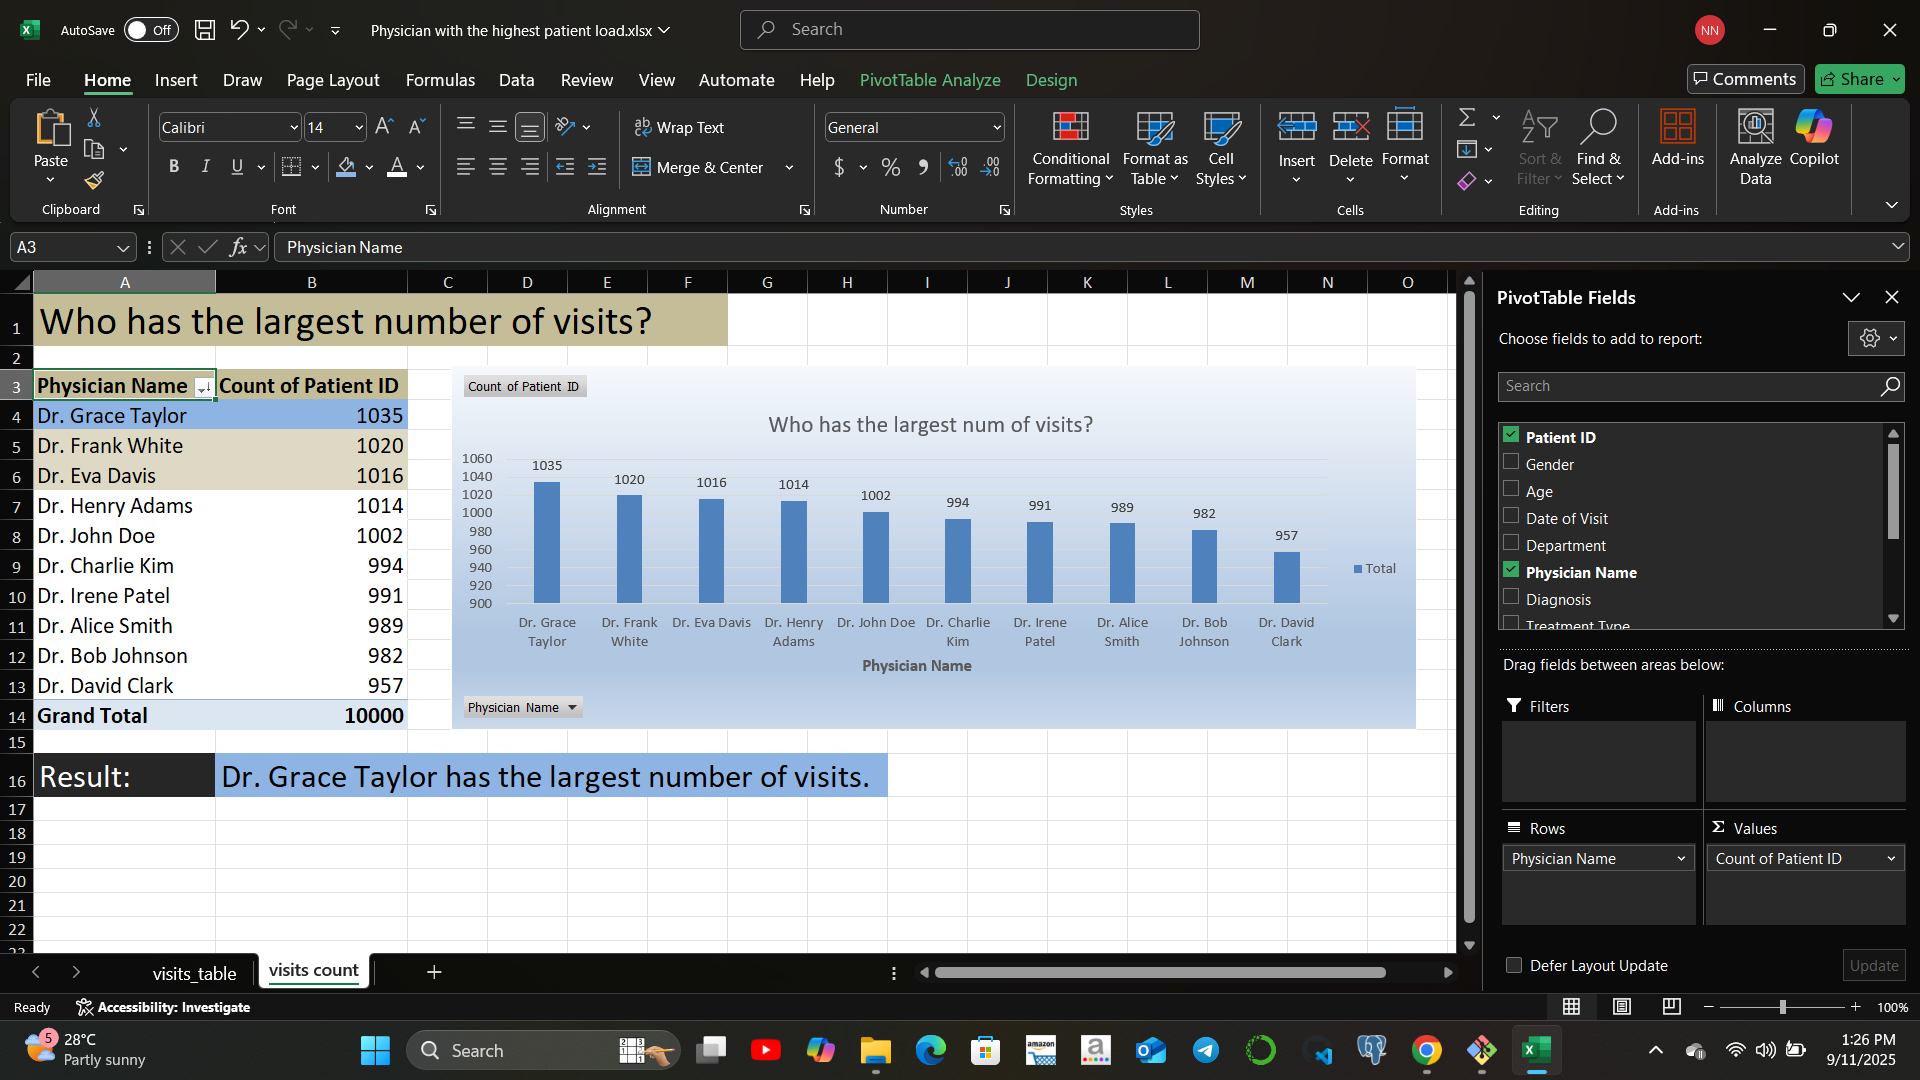 AutoSave Off Physician with the highest patient load.xlsx Search NN
File Home Insert Draw Page Layout Formulas Data Review View Automate Help PivotTable Analyze Design Comments Share
Paste Calibri 14 Wrap Text General Conditional Formatting Format as Table Cell Styles Insert Delete Format Sort & Filter Find & Select Add-ins Analyze Data Copilot
B I U A Merge & Center $ % 9
Clipboard Font Alignment Number Styles Cells Editing Add-ins
A3 fx Physician Name
A B C D E F G H I J K L M N O
1 Who has the largest number of visits?
2
3 Physician Name Count of Patient ID
4 Dr. Grace Taylor 1035
5 Dr. Frank White 1020
6 Dr. Eva Davis 1016
7 Dr. Henry Adams 1014
8 Dr. John Doe 1002
9 Dr. Charlie Kim 994
10 Dr. Irene Patel 991
11 Dr. Alice Smith 989
12 Dr. Bob Johnson 982
13 Dr. David Clark 957
14 Grand Total 10000
15
16 Result: Dr. Grace Taylor has the largest number of visits.
17
18
19
20
21
22
23
Count of Patient ID
Who has the largest num of visits?
1060
1040
1020
1000
980
960
940
920
900
1035 1020 1016 1014 1002 994 991 989 982 957
Total
Dr. Grace Taylor Dr. Frank White Dr. Eva Davis Dr. Henry Adams Dr. John Doe Dr. Charlie Kim Dr. Irene Patel Dr. Alice Smith Dr. Bob Johnson Dr. David Clark
Physician Name
Physician Name
PivotTable Fields
Choose fields to add to report:
Search
Patient ID
Gender
Age
Date of Visit
Department
Physician Name
Diagnosis
Treatment Type
Drag fields between areas below:
Filters Columns
Rows Values
Physician Name Count of Patient ID
Defer Layout Update Update
visits_table visits count
Ready Accessibility: Investigate 100%
5 28°C
Partly sunny
Search
amazon
a
1:26 PM
9/11/2025